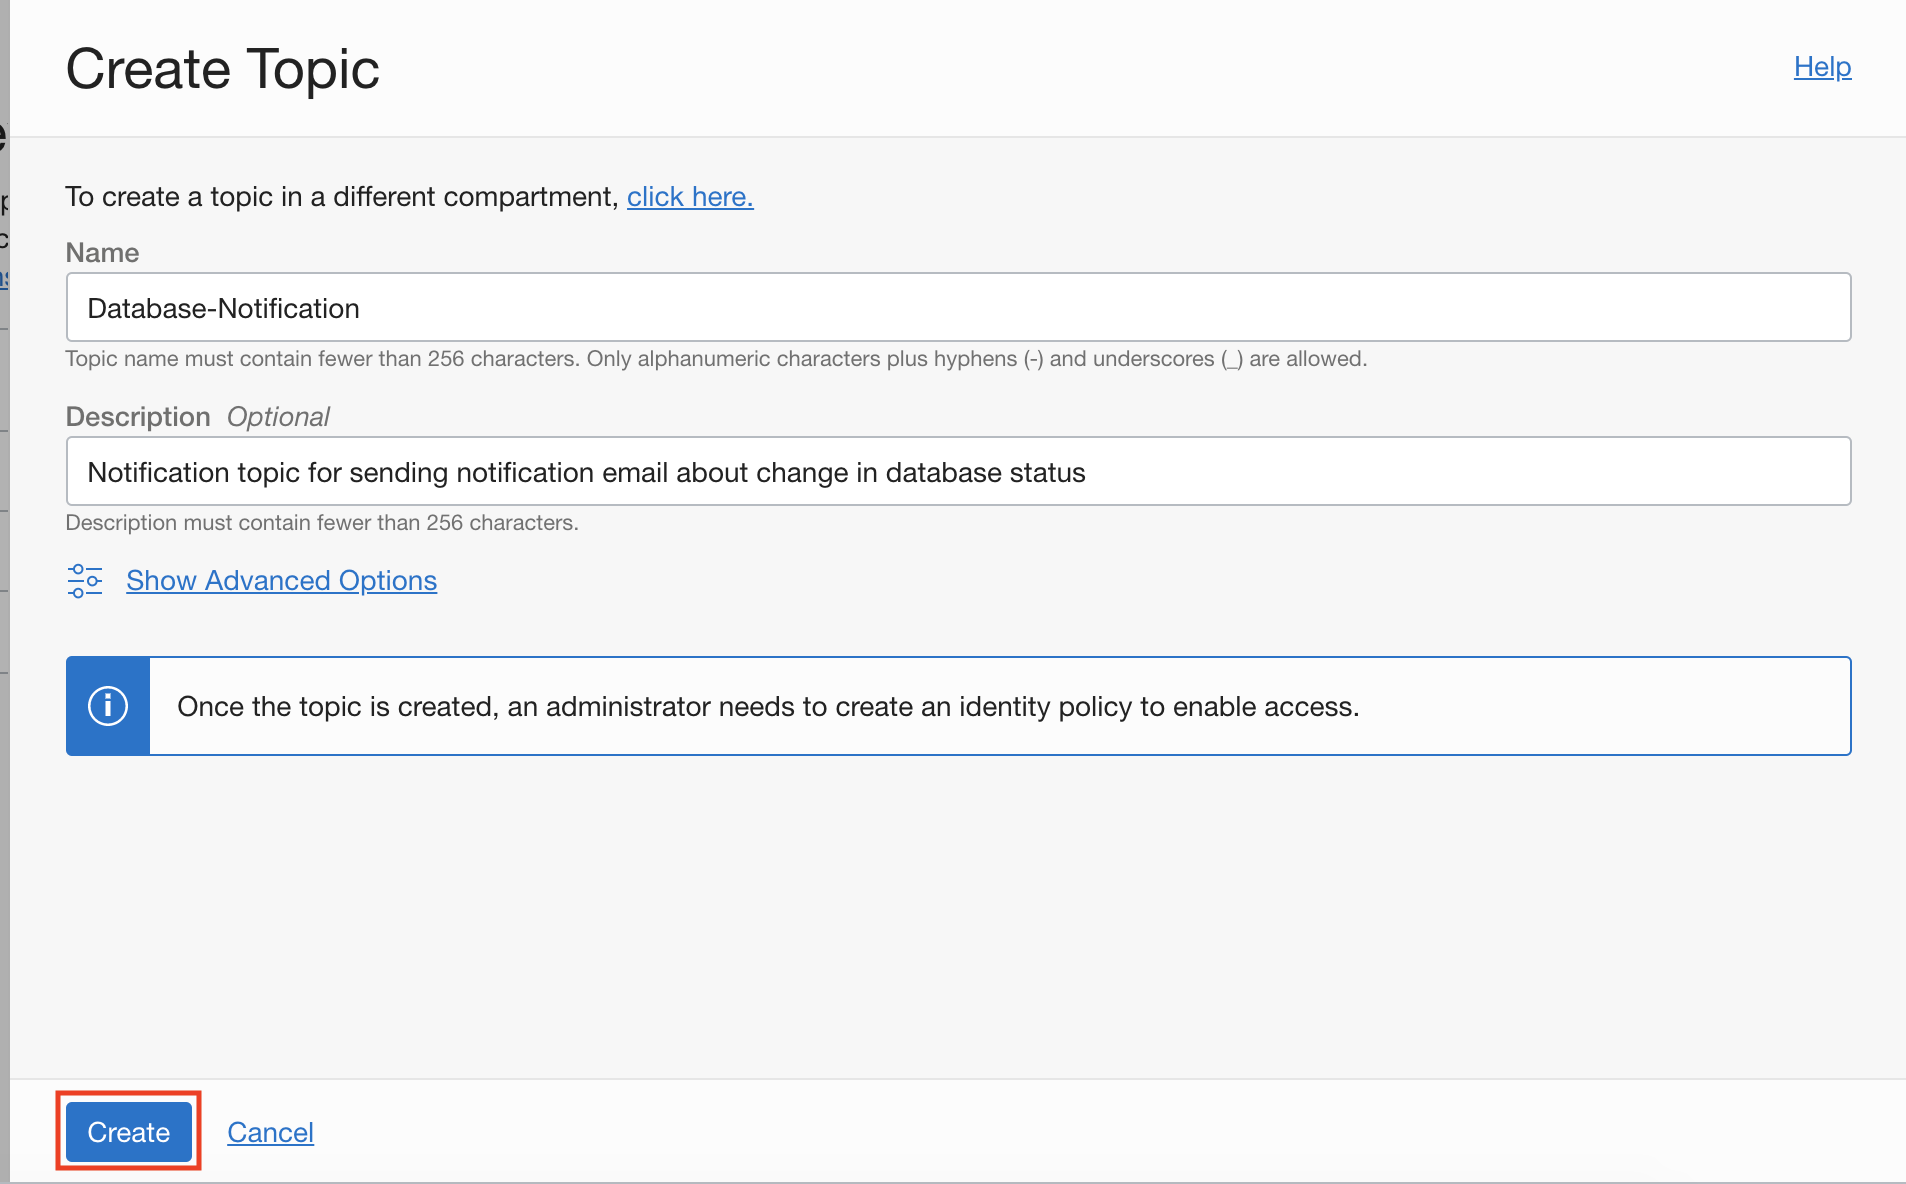 Create Topic
Help
To create a topic in a different compartment, click here.
Name
Database-Notification
Topic name must contain fewer than 256 characters. Only alphanumeric characters plus hyphens (-) and underscores (_) are allowed.
Description Optional
Notification topic for sending notification email about change in database status
Description must contain fewer than 256 characters.
Show Advanced Options
Once the topic is created, an administrator needs to create an identity policy to enable access.
Create
Cancel